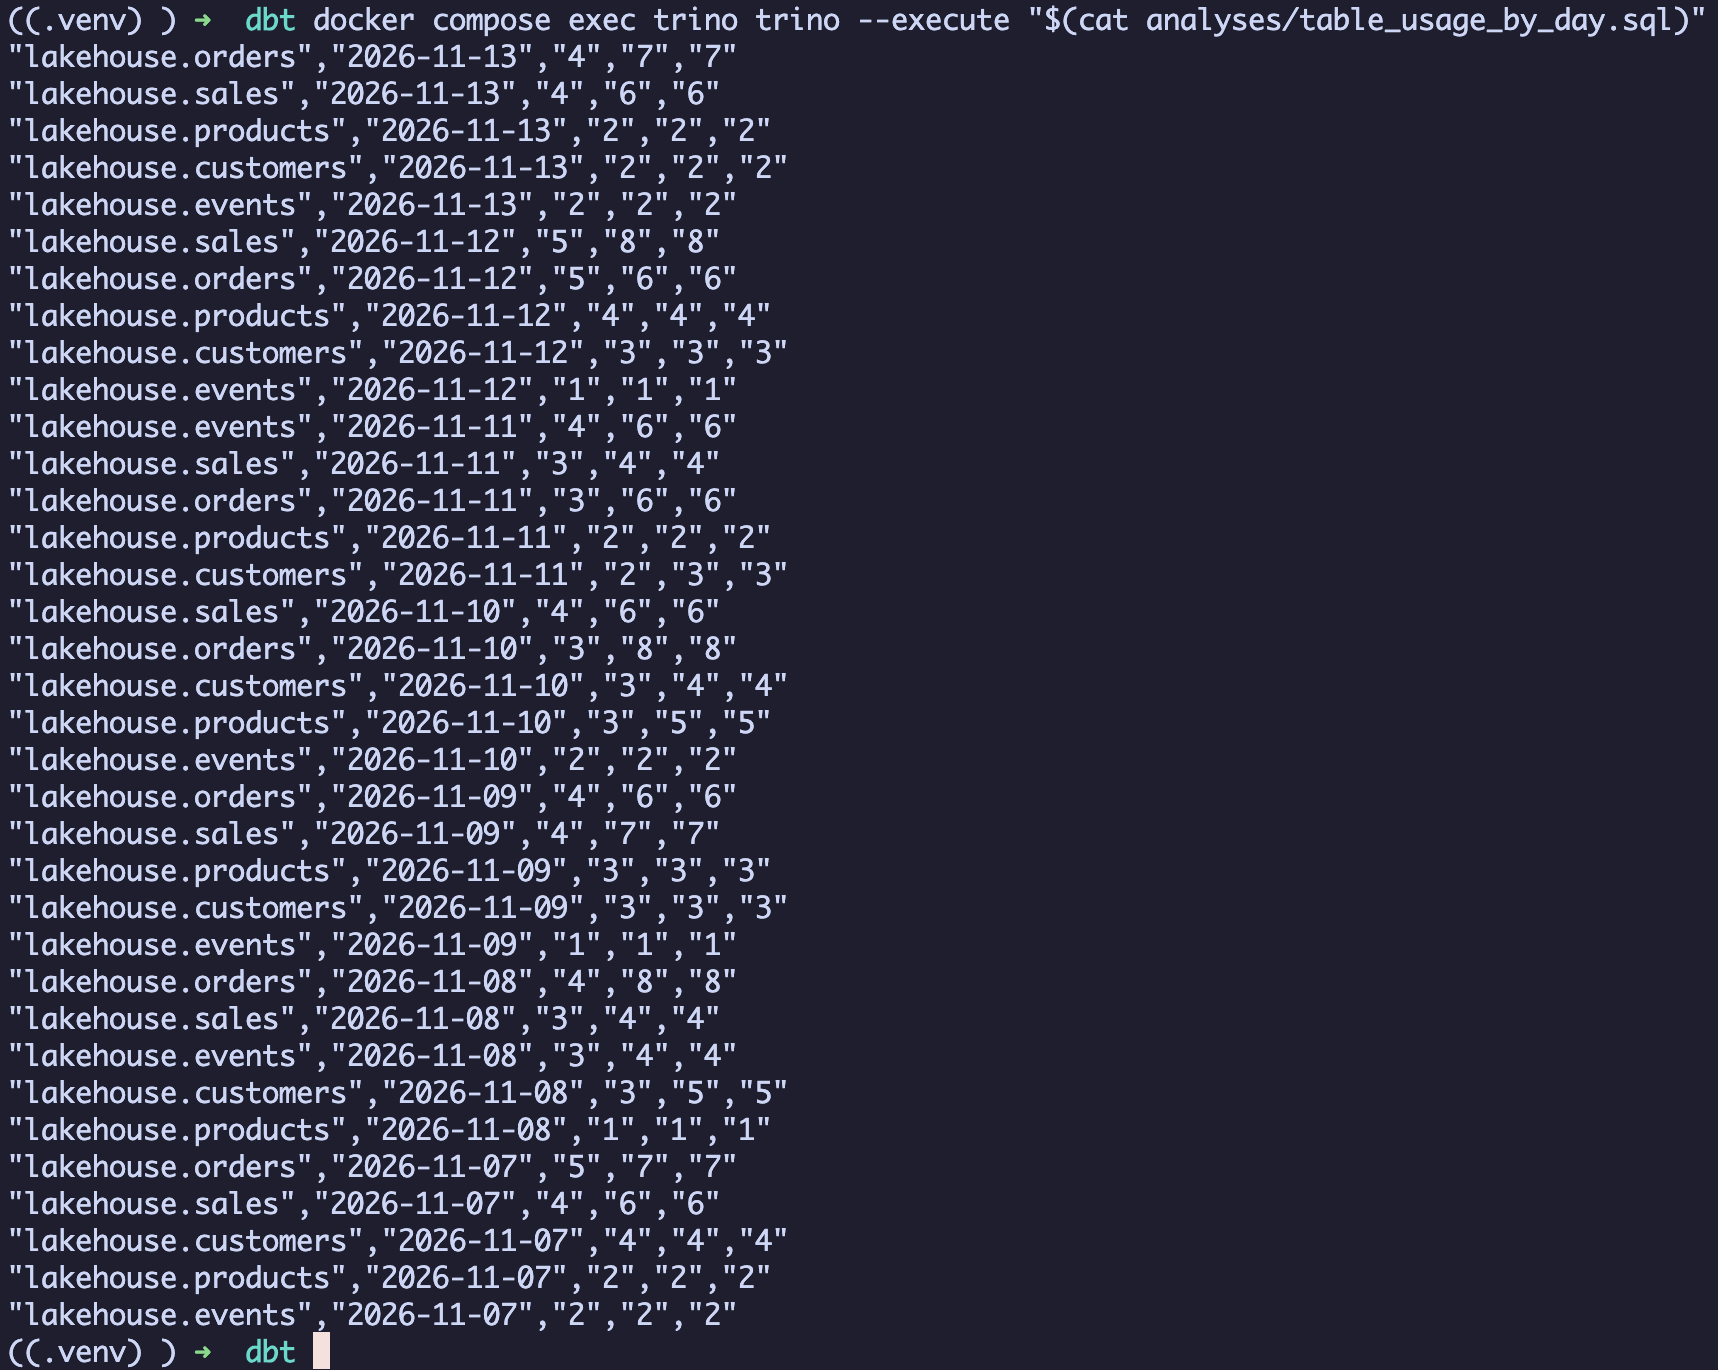 ((.venv) ) ➜  dbt docker compose exec trino trino --execute "$(cat analyses/table_usage_by_day.sql)"
"lakehouse.orders","2026-11-13","4","7","7"
"lakehouse.sales","2026-11-13","4","6","6"
"lakehouse.products","2026-11-13","2","2","2"
"lakehouse.customers","2026-11-13","2","2","2"
"lakehouse.events","2026-11-13","2","2","2"
"lakehouse.sales","2026-11-12","5","8","8"
"lakehouse.orders","2026-11-12","5","6","6"
"lakehouse.products","2026-11-12","4","4","4"
"lakehouse.customers","2026-11-12","3","3","3"
"lakehouse.events","2026-11-12","1","1","1"
"lakehouse.events","2026-11-11","4","6","6"
"lakehouse.sales","2026-11-11","3","4","4"
"lakehouse.orders","2026-11-11","3","6","6"
"lakehouse.products","2026-11-11","2","2","2"
"lakehouse.customers","2026-11-11","2","3","3"
"lakehouse.sales","2026-11-10","4","6","6"
"lakehouse.orders","2026-11-10","3","8","8"
"lakehouse.customers","2026-11-10","3","4","4"
"lakehouse.products","2026-11-10","3","5","5"
"lakehouse.events","2026-11-10","2","2","2"
"lakehouse.orders","2026-11-09","4","6","6"
"lakehouse.sales","2026-11-09","4","7","7"
"lakehouse.products","2026-11-09","3","3","3"
"lakehouse.customers","2026-11-09","3","3","3"
"lakehouse.events","2026-11-09","1","1","1"
"lakehouse.orders","2026-11-08","4","8","8"
"lakehouse.sales","2026-11-08","3","4","4"
"lakehouse.events","2026-11-08","3","4","4"
"lakehouse.customers","2026-11-08","3","5","5"
"lakehouse.products","2026-11-08","1","1","1"
"lakehouse.orders","2026-11-07","5","7","7"
"lakehouse.sales","2026-11-07","4","6","6"
"lakehouse.customers","2026-11-07","4","4","4"
"lakehouse.products","2026-11-07","2","2","2"
"lakehouse.events","2026-11-07","2","2","2"
((.venv) ) ➜  dbt